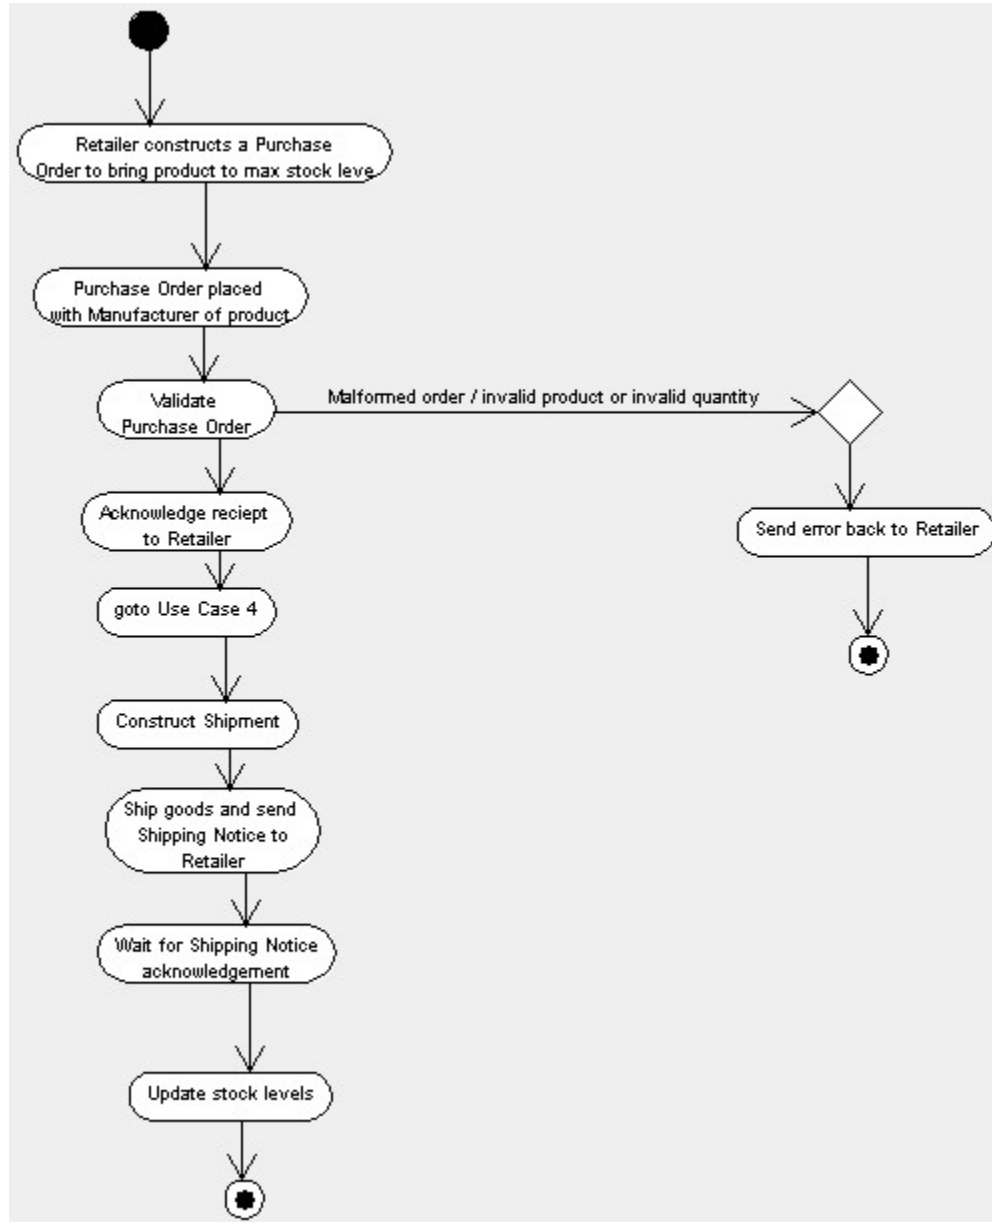 Retailer constructs a Purchase
Order to bring product to max stock leve
Purchase Order placed
with Manufacturer of product
Validate
Purchase Order
Malformed order / invalid product or invalid quantity
Acknowledge reciept
to Retailer
Send error back to Retailer
goto Use Case 4
Construct Shipment
Ship goods and send
Shipping Notice to
Retailer
Wait for Shipping Notice
acknowledgement
Update stock levels